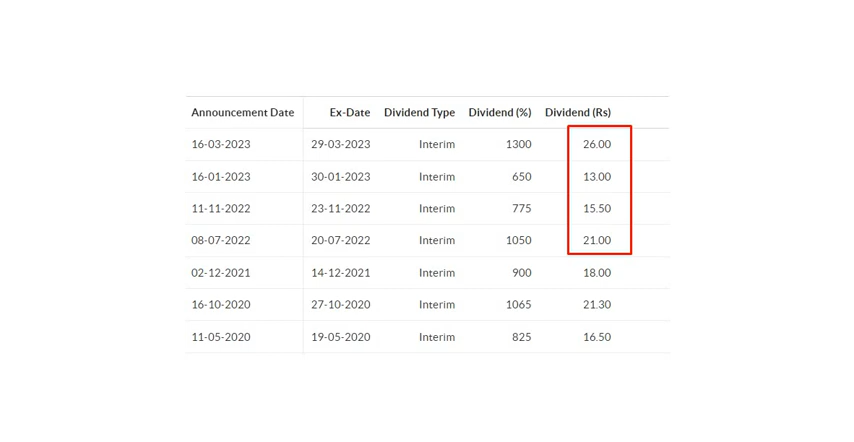 Announcement Date Ex-Date Dividend Type Dividend (%) Dividend (Rs)
16-03-2023 29-03-2023 Interim 1300 26.00
16-01-2023 30-01-2023 Interim 650 13.00
11-11-2022 23-11-2022 Interim 775 15.50
08-07-2022 20-07-2022 Interim 1050 21.00
02-12-2021 14-12-2021 Interim 900 18.00
16-10-2020 27-10-2020 Interim 1065 21.30
11-05-2020 19-05-2020 Interim 825 16.50